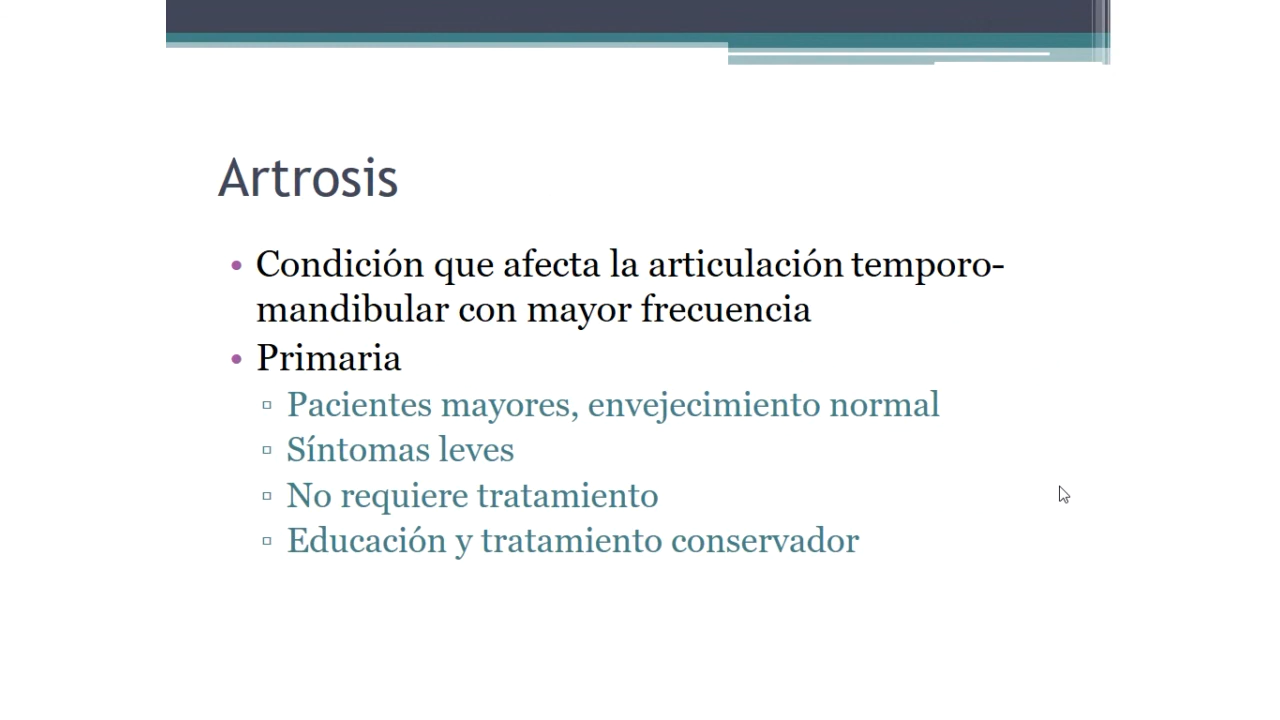 Artrosis
• Condición que afecta la articulación temporo-
mandibular con mayor frecuencia
• Primaria
▫ Pacientes mayores, envejecimiento normal
▫ Síntomas leves
▫ No requiere tratamiento
▫ Educación y tratamiento conservador